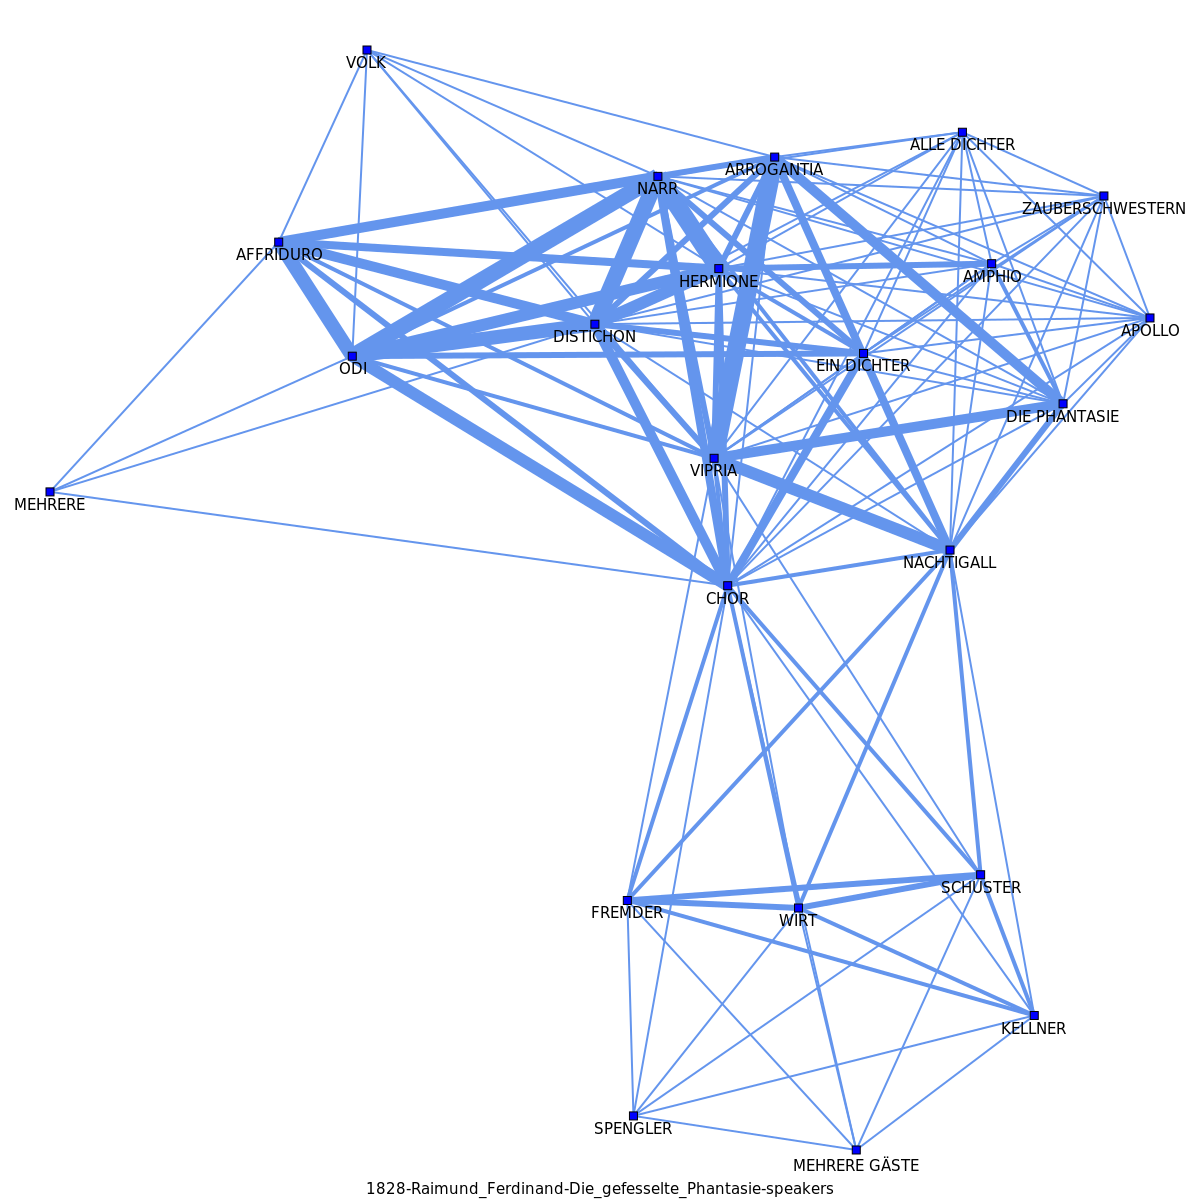 VOLK
ALLE DICHTER
ARROGANTIA
NARR
ZAUBERSCHWESTERN
AFFRIDURO
HERMIONE
AMPHIO
APOLLO
DISTICHON
EIN DICHTER
ODI
DIE PHANTASIE
VIPRIA
MEHRERE
NACHTIGALL
CHOR
SCHUSTER
FREMDER
WIRT
KELLNER
SPENGLER
MEHRERE GÄSTE
1828-Raimund_Ferdinand-Die_gefesselte_Phantasie-speakers